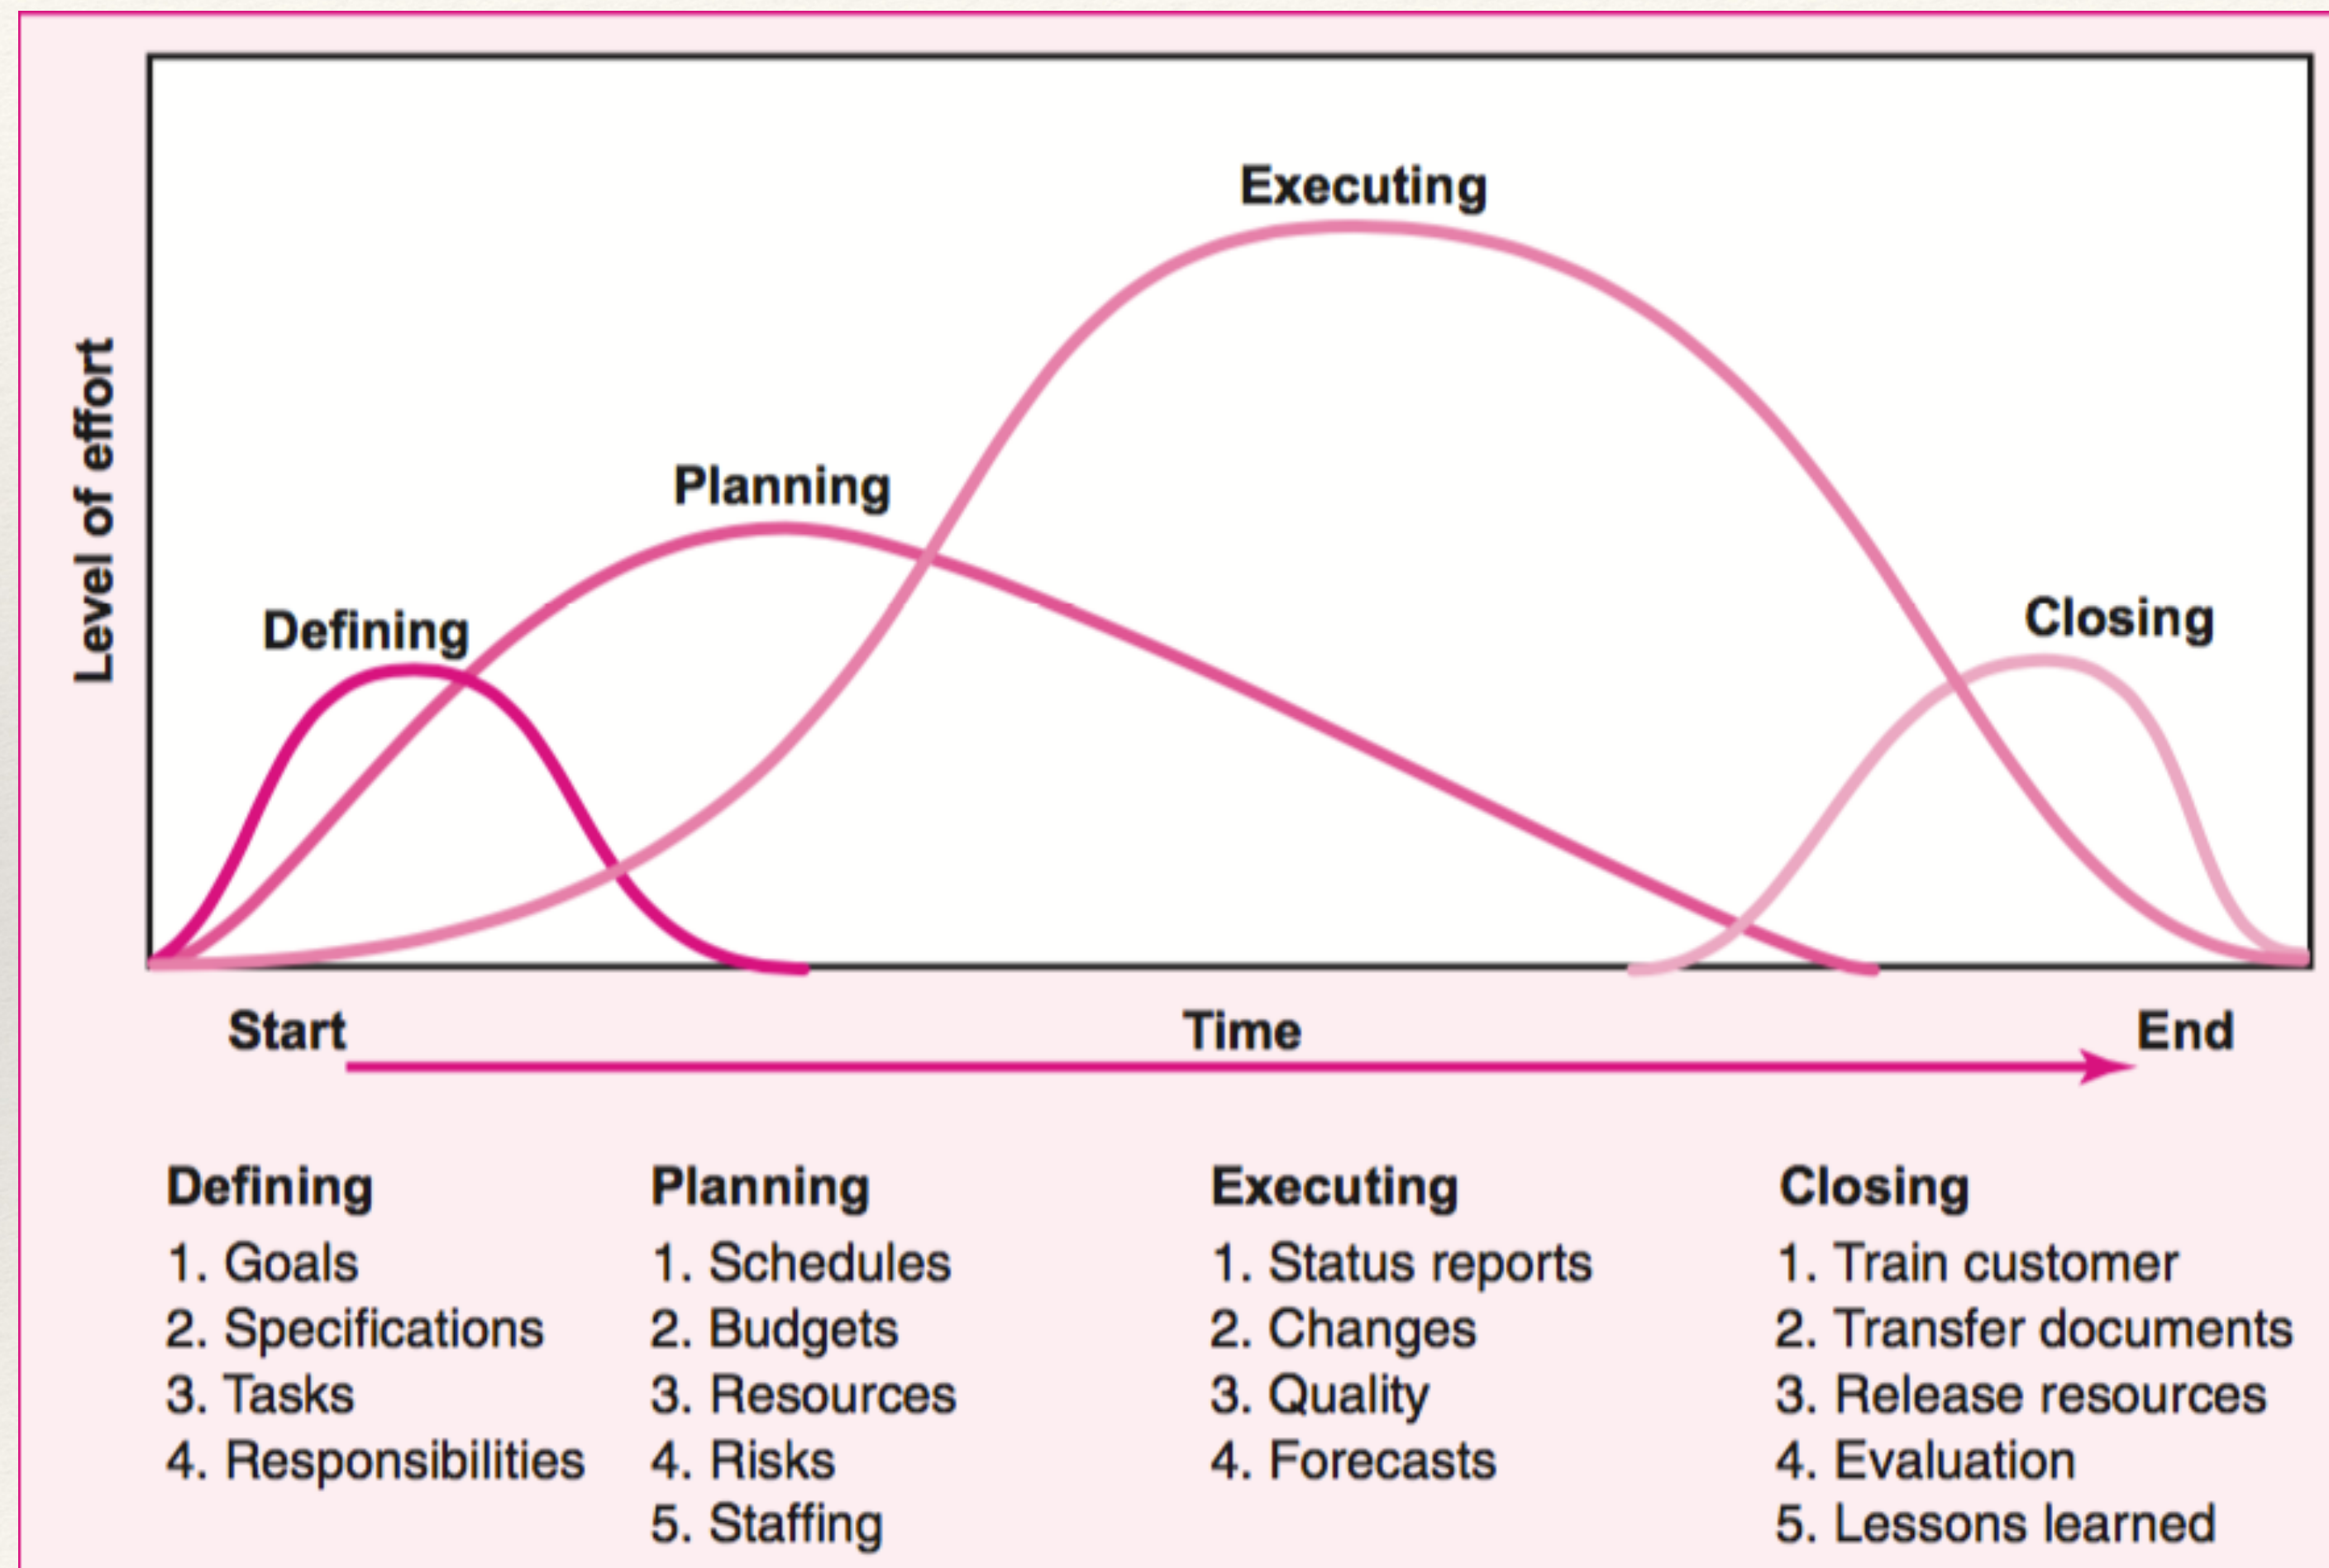 Executing
Planning
Defining
Closing
Level of effort
Start
Time
End
Defining
1. Goals
2. Specifications
3. Tasks
4. Responsibilities
Planning
1. Schedules
2. Budgets
3. Resources
4. Risks
5. Staffing
Executing
1. Status reports
2. Changes
3. Quality
4. Forecasts
Closing
1. Train customer
2. Transfer documents
3. Release resources
4. Evaluation
5. Lessons learned